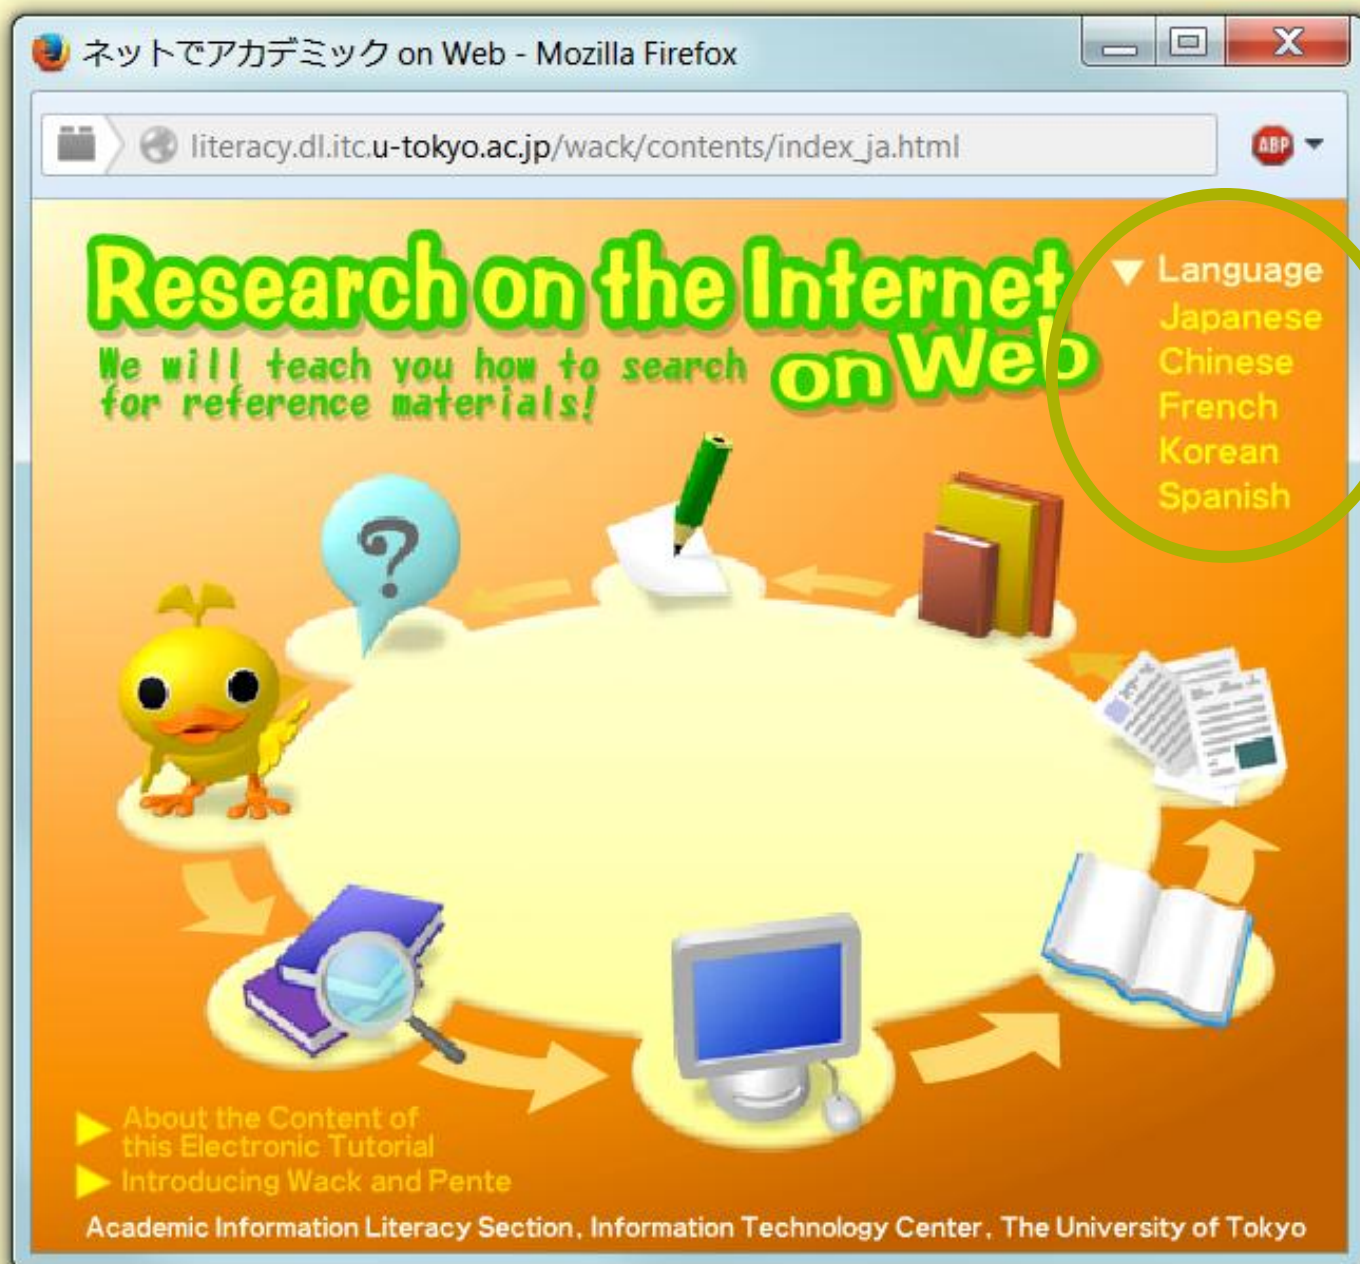 ネットでアカデミック on Web - Mozilla Firefox
literacy.dl.itc.u-tokyo.ac.jp/wack/contents/index_ja.html
ABP
Research on the Internet
on Web
We will teach you how to search
for reference materials!
▼ Language
Japanese
Chinese
French
Korean
Spanish
?
About the Content of
this Electronic Tutorial
Introducing Wack and Pente
Academic Information Literacy Section, Information Technology Center, The University of Tokyo